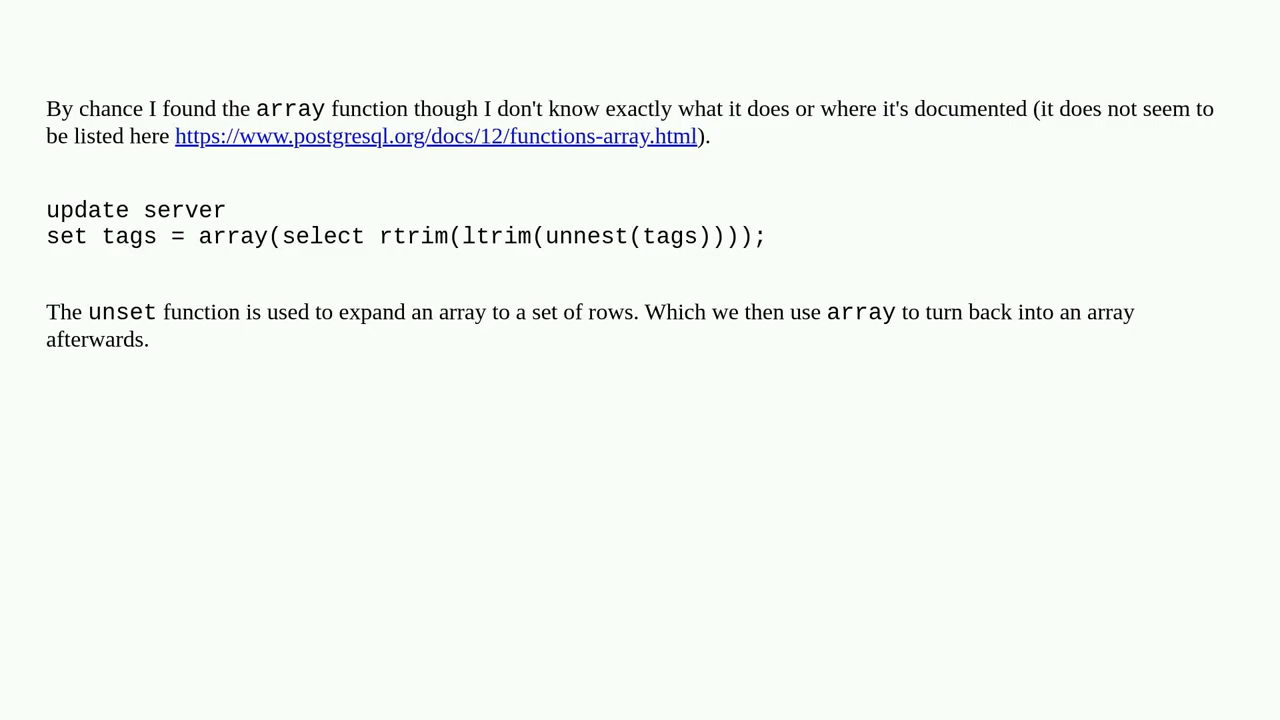 By chance I found the array function though I don't know exactly what it does or where it's documented (it does not seem to
be listed here https://www.postgresql.org/docs/12/functions-array.html).
update server
set tags = array(select rtrim(ltrim(unnest(tags))));
The unset function is used to expand an array to a set of rows. Which we then use array to turn back into an array
afterwards.